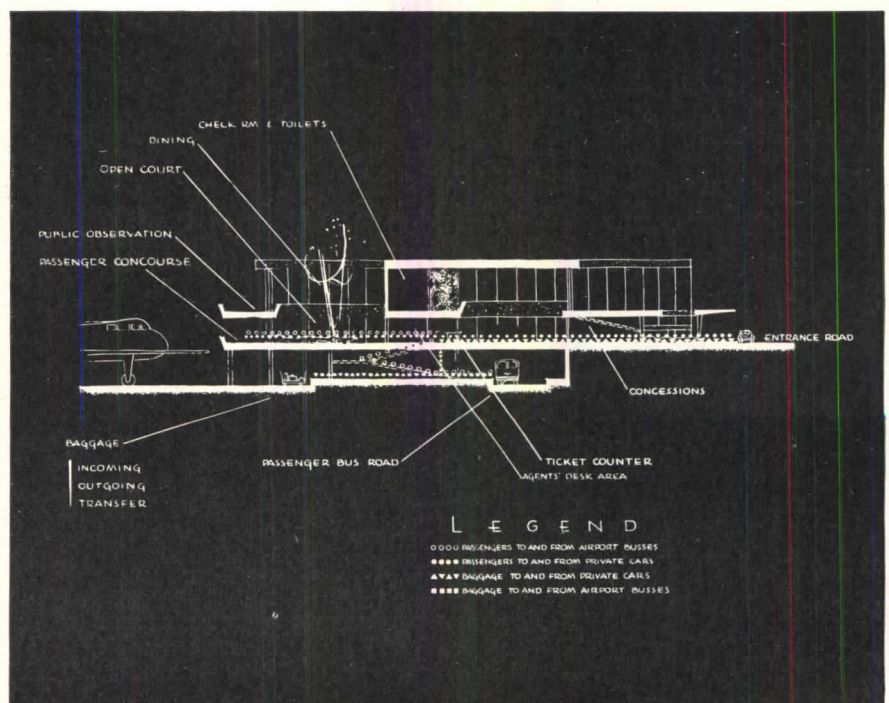 CHECK RM & TOILETS
DINING
OPEN COURT
PUBLIC OBSERVATION
PASSENGER CONCOURSE
ENTRANCE ROAD
CONCESSIONS
BAGGAGE
INCOMING
OUTGOING
TRANSFER
PASSENGER BUS ROAD
TICKET COUNTER
AGENTS' DESK AREA
LEGEND
PASSENGERS TO AND FROM AIRPORT BUSSES
PASSENGERS TO AND FROM PRIVATE CARS
BAGGAGE TO AND FROM PRIVATE CARS
BAGGAGE TO AND FROM AIRPORT BUSSES